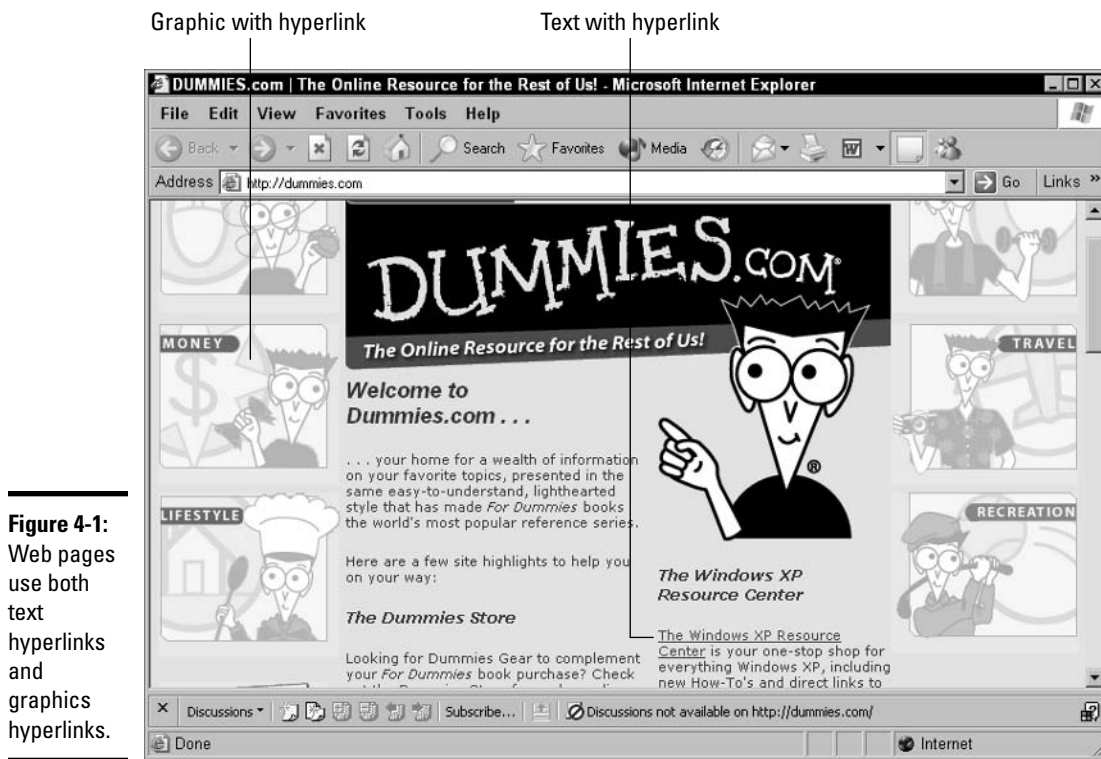 Graphic with hyperlink
Text with hyperlink
DUMMIES.com | The Online Resource for the Rest of Us! - Microsoft Internet Explorer
File Edit View Favorites Tools Help
Back Search Favorites Media
Address http://dummies.com Go Links »
DUMMIES.COM®
The Online Resource for the Rest of Us!
MONEY
TRAVEL
LIFESTYLE
RECREATION
®
Welcome to
Dummies.com . . .
. . . your home for a wealth of information
on your favorite topics, presented in the
same easy-to-understand, lighthearted
style that has made For Dummies books
the world's most popular reference series.
Here are a few site highlights to help you
on your way:
The Dummies Store
Looking for Dummies Gear to complement
your For Dummies book purchase? Check
The Windows XP
Resource Center
The Windows XP Resource
Center is your one-stop shop for
everything Windows XP, including
new How-To's and direct links to
Discussions Subscribe... Discussions not available on http://dummies.com/
Done Internet
Figure 4-1:
Web pages
use both
text
hyperlinks
and
graphics
hyperlinks.